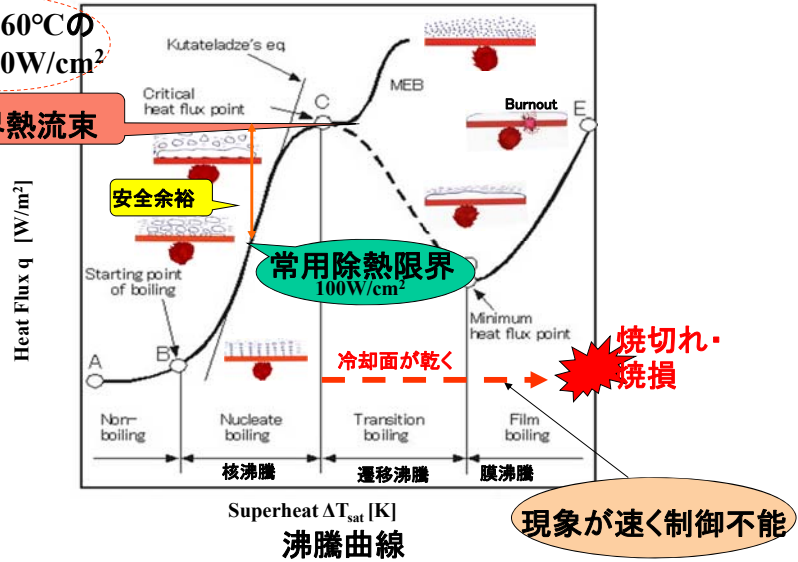 60℃の
0W/cm²
Kutateladze's eq.
Critical
heat flux point
C
MEB
Burnout
E
熱流束
安全余裕
常用除熱限界
100W/cm²
Starting point
of boiling
Minimum
heat flux point
A
B
冷却面が乾く
焼切れ・
焼損
Non-
boiling
Nucleate
boiling
Transition
boiling
Film
boiling
核沸騰
遷移沸騰
膜沸騰
Heat Flux q [W/m²]
Superheat ΔTsat [K]
沸騰曲線
現象が速く制御不能